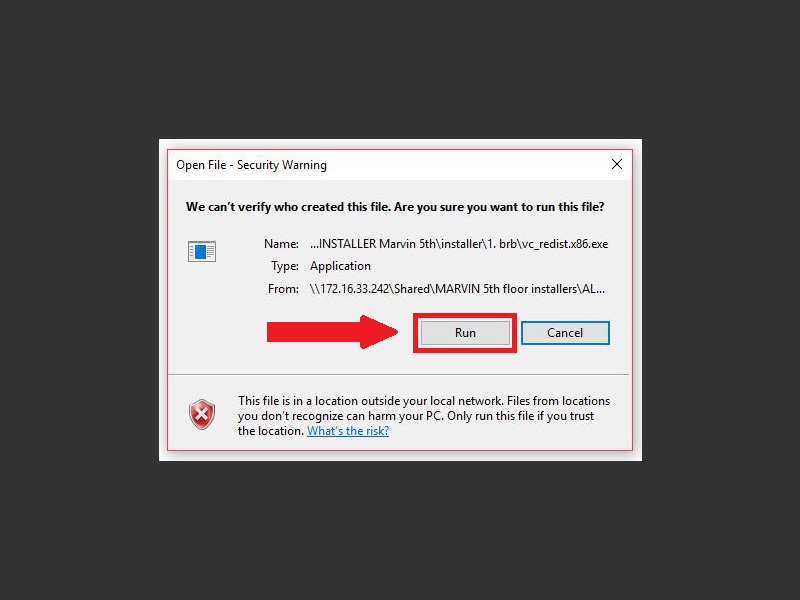 Open File - Security Warning
We can't verify who created this file. Are you sure you want to run this file?
Name: ...INSTALLER Marvin 5th\installer\1. brb\vc_redist.x86.exe
Type: Application
From: \\172.16.33.242\Shared\MARVIN 5th floor installers\AL...
Run Cancel
This file is in a location outside your local network. Files from locations
you don't recognize can harm your PC. Only run this file if you trust
the location. What's the risk?